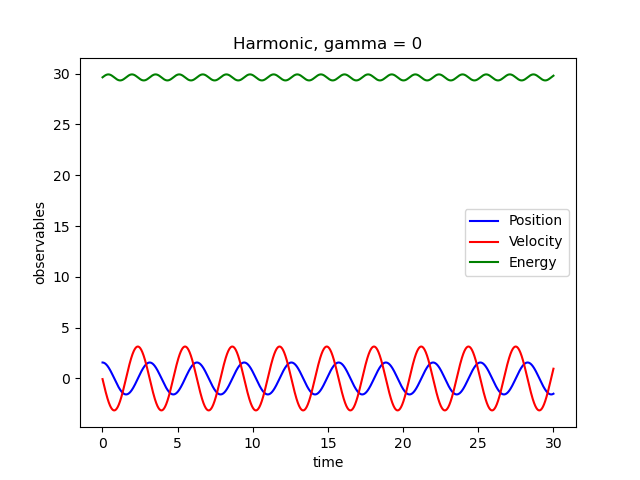 Harmonic, gamma = 0
observables
30
25
20
15
10
5
0
Position
Velocity
Energy
0 5 10 15 20 25 30
time